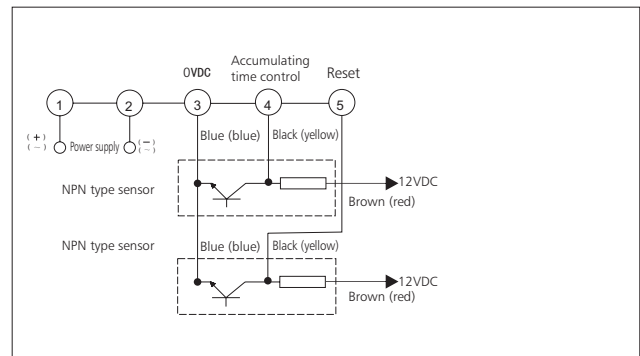 0VDC
Accumulating
time control
Reset
1
2
3
4
5
(+)
(−)
Power supply
(−)
(~)
Blue (blue)
Black (yellow)
NPN type sensor
12VDC
Brown (red)
NPN type sensor
Blue (blue)
Black (yellow)
12VDC
Brown (red)